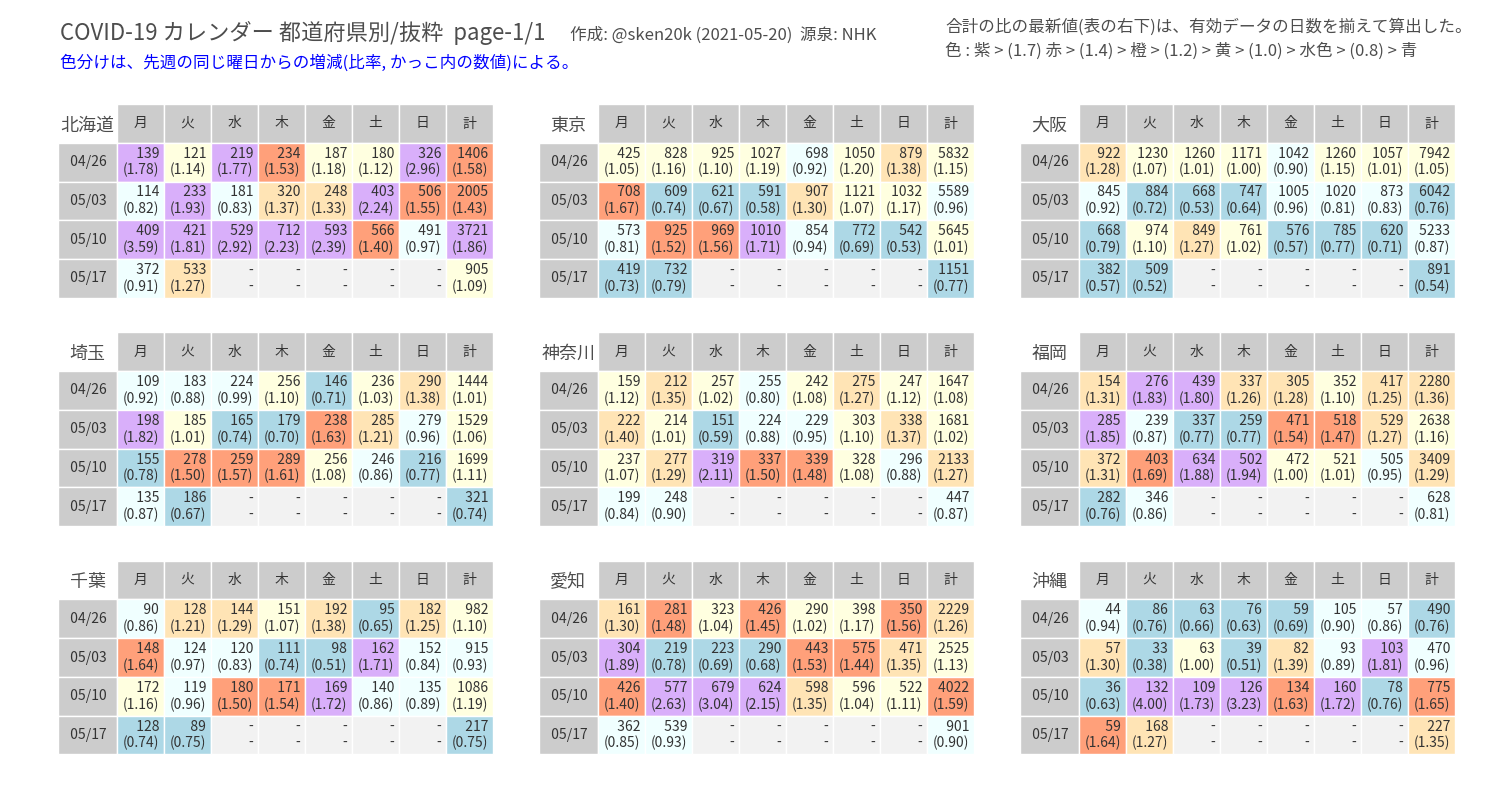 COVID-19 カレンダー 都道府県別/抜粋 page-1/1 作成: @sken20k (2021-05-20) 源泉: NHK
合計の比の最新値(表の右下)は、有効データの日数を揃えて算出した。
色分けは、先週の同じ曜日からの増減(比率, かっこ内の数値)による。
色 : 紫 > (1.7) 赤 > (1.4) 橙 > (1.2) 黄 > (1.0) > 水色 > (0.8) > 青
北海道 月 火 水 木 金 土 日 計
04/26 139 121 219 234 187 180 326 1406
(1.78) (1.14) (1.77) (1.53) (1.18) (1.12) (2.96) (1.58)
05/03 114 233 181 320 248 403 506 2005
(0.82) (1.93) (0.83) (1.37) (1.33) (2.24) (1.55) (1.43)
05/10 409 421 529 712 593 566 491 3721
(3.59) (1.81) (2.92) (2.23) (2.39) (1.40) (0.97) (1.86)
05/17 372 533 - - - - - 905
(0.91) (1.27) - - - - - (1.09)
東京 月 火 水 木 金 土 日 計
04/26 425 828 925 1027 698 1050 879 5832
(1.05) (1.16) (1.10) (1.19) (0.92) (1.20) (1.38) (1.15)
05/03 708 609 621 591 907 1121 1032 5589
(1.67) (0.74) (0.67) (0.58) (1.30) (1.07) (1.17) (0.96)
05/10 573 925 969 1010 854 772 542 5645
(0.81) (1.52) (1.56) (1.71) (0.94) (0.69) (0.53) (1.01)
05/17 419 732 - - - - - 1151
(0.73) (0.79) - - - - - (0.77)
大阪 月 火 水 木 金 土 日 計
04/26 922 1230 1260 1171 1042 1260 1057 7942
(1.28) (1.07) (1.01) (1.00) (0.90) (1.15) (1.01) (1.05)
05/03 845 884 668 747 1005 1020 873 6042
(0.92) (0.72) (0.53) (0.64) (0.96) (0.81) (0.83) (0.76)
05/10 668 974 849 761 576 785 620 5233
(0.79) (1.10) (1.27) (1.02) (0.57) (0.77) (0.71) (0.87)
05/17 382 509 - - - - - 891
(0.57) (0.52) - - - - - (0.54)
埼玉 月 火 水 木 金 土 日 計
04/26 109 183 224 256 146 236 290 1444
(0.92) (0.88) (0.99) (1.10) (0.71) (1.03) (1.38) (1.01)
05/03 198 185 165 179 238 285 279 1529
(1.82) (1.01) (0.74) (0.70) (1.63) (1.21) (0.96) (1.06)
05/10 155 278 259 289 256 246 216 1699
(0.78) (1.50) (1.57) (1.61) (1.08) (0.86) (0.77) (1.11)
05/17 135 186 - - - - - 321
(0.87) (0.67) - - - - - (0.74)
神奈川 月 火 水 木 金 土 日 計
04/26 159 212 257 255 242 275 247 1647
(1.12) (1.35) (1.02) (0.80) (1.08) (1.27) (1.12) (1.08)
05/03 222 214 151 224 229 303 338 1681
(1.40) (1.01) (0.59) (0.88) (0.95) (1.10) (1.37) (1.02)
05/10 237 277 319 337 339 328 296 2133
(1.07) (1.29) (2.11) (1.50) (1.48) (1.08) (0.88) (1.27)
05/17 199 248 - - - - - 447
(0.84) (0.90) - - - - - (0.87)
福岡 月 火 水 木 金 土 日 計
04/26 154 276 439 337 305 352 417 2280
(1.31) (1.83) (1.80) (1.26) (1.28) (1.10) (1.25) (1.36)
05/03 285 239 337 259 471 518 529 2638
(1.85) (0.87) (0.77) (0.77) (1.54) (1.47) (1.27) (1.16)
05/10 372 403 634 502 472 521 505 3409
(1.31) (1.69) (1.88) (1.94) (1.00) (1.01) (0.95) (1.29)
05/17 282 346 - - - - - 628
(0.76) (0.86) - - - - - (0.81)
千葉 月 火 水 木 金 土 日 計
04/26 90 128 144 151 192 95 182 982
(0.86) (1.21) (1.29) (1.07) (1.38) (0.65) (1.25) (1.10)
05/03 148 124 120 111 98 162 152 915
(1.64) (0.97) (0.83) (0.74) (0.51) (1.71) (0.84) (0.93)
05/10 172 119 180 171 169 140 135 1086
(1.16) (0.96) (1.50) (1.54) (1.72) (0.86) (0.89) (1.19)
05/17 128 89 - - - - - 217
(0.74) (0.75) - - - - - (0.75)
愛知 月 火 水 木 金 土 日 計
04/26 161 281 323 426 290 398 350 2229
(1.30) (1.48) (1.04) (1.45) (1.02) (1.17) (1.56) (1.26)
05/03 304 219 223 290 443 575 471 2525
(1.89) (0.78) (0.69) (0.68) (1.53) (1.44) (1.35) (1.13)
05/10 426 577 679 624 598 596 522 4022
(1.40) (2.63) (3.04) (2.15) (1.35) (1.04) (1.11) (1.59)
05/17 362 539 - - - - - 901
(0.85) (0.93) - - - - - (0.90)
沖縄 月 火 水 木 金 土 日 計
04/26 44 86 63 76 59 105 57 490
(0.94) (0.76) (0.66) (0.63) (0.69) (0.90) (0.86) (0.76)
05/03 57 33 63 39 82 93 103 470
(1.30) (0.38) (1.00) (0.51) (1.39) (0.89) (1.81) (0.96)
05/10 36 132 109 126 134 160 78 775
(0.63) (4.00) (1.73) (3.23) (1.63) (1.72) (0.76) (1.65)
05/17 59 168 - - - - - 227
(1.64) (1.27) - - - - - (1.35)